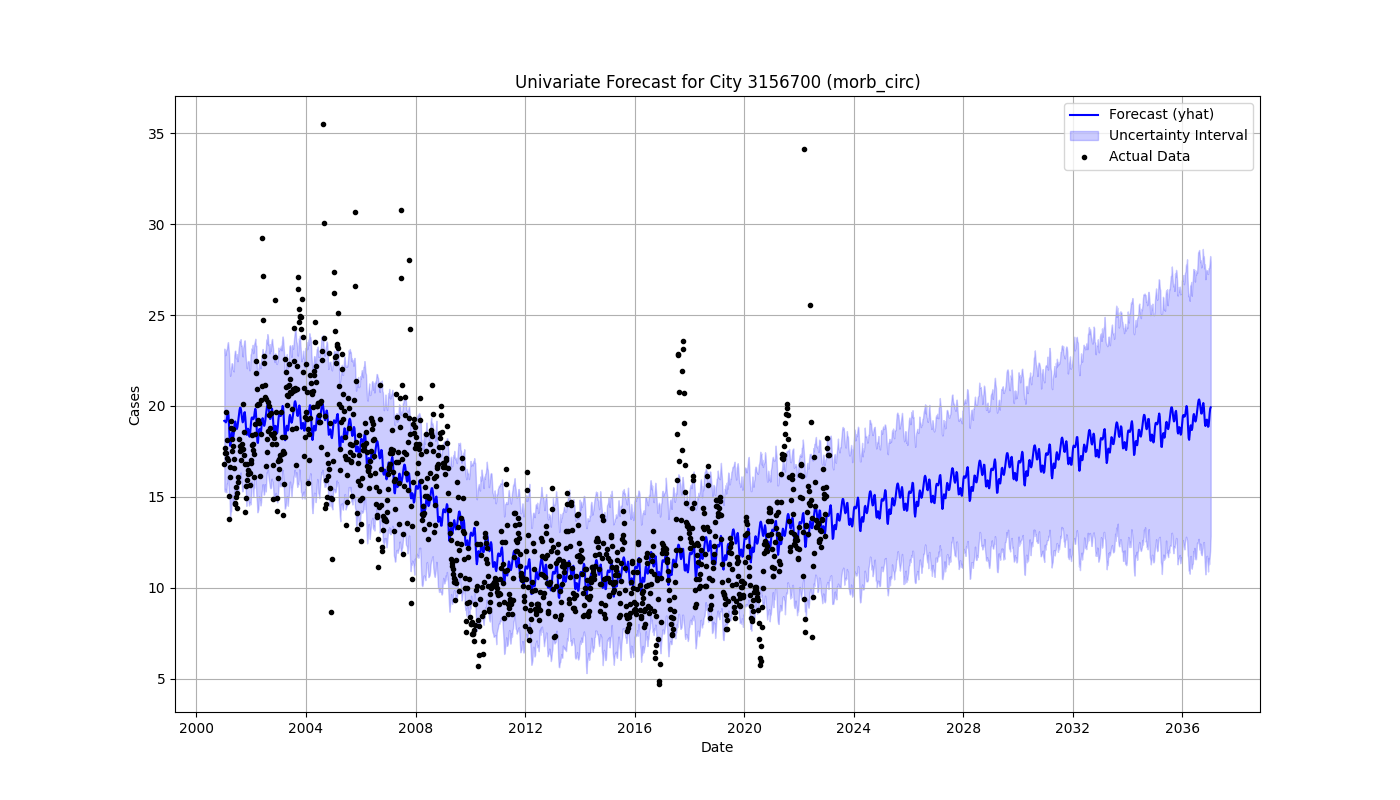 Univariate Forecast for City 3156700 (morb_circ)
Forecast (yhat)
Uncertainty Interval
Actual Data
Cases
35
30
25
20
15
10
5
2000 2004 2008 2012 2016 2020 2024 2028 2032 2036
Date